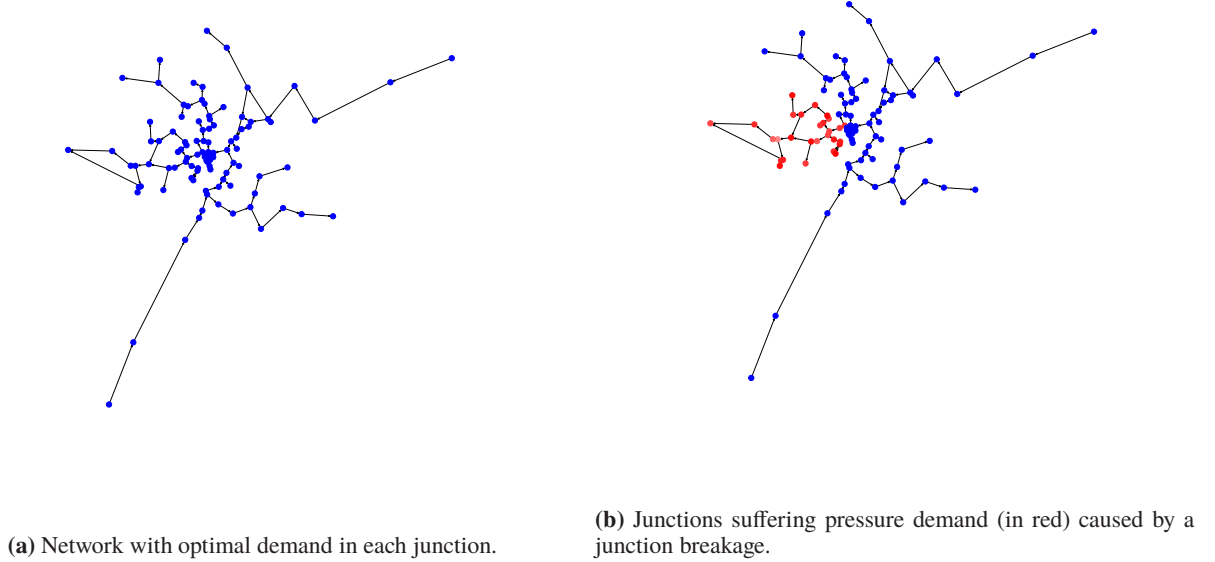 (a) Network with optimal demand in each junction.
(b) Junctions suffering pressure demand (in red) caused by a
junction breakage.